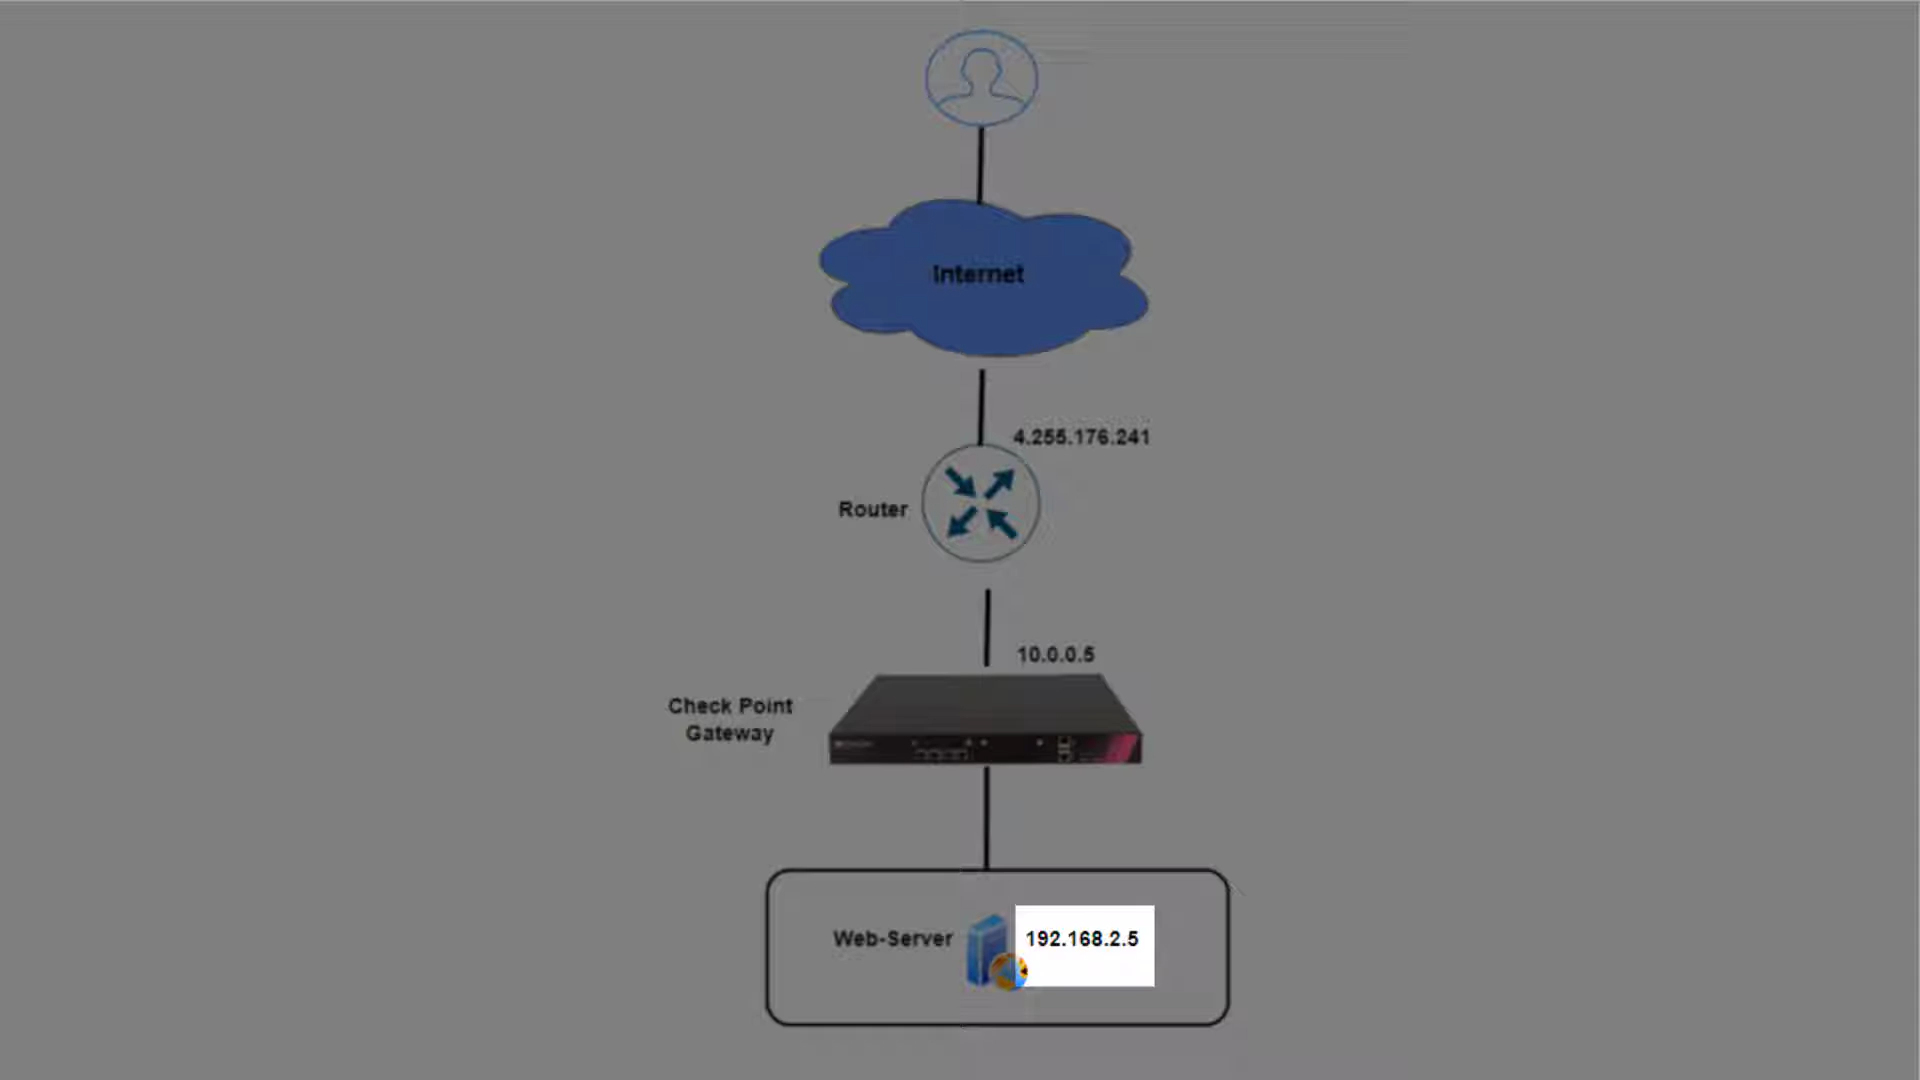 Internet
4.255.176.241
Router
10.0.0.5
Check Point
Gateway
Web-Server
192.168.2.5